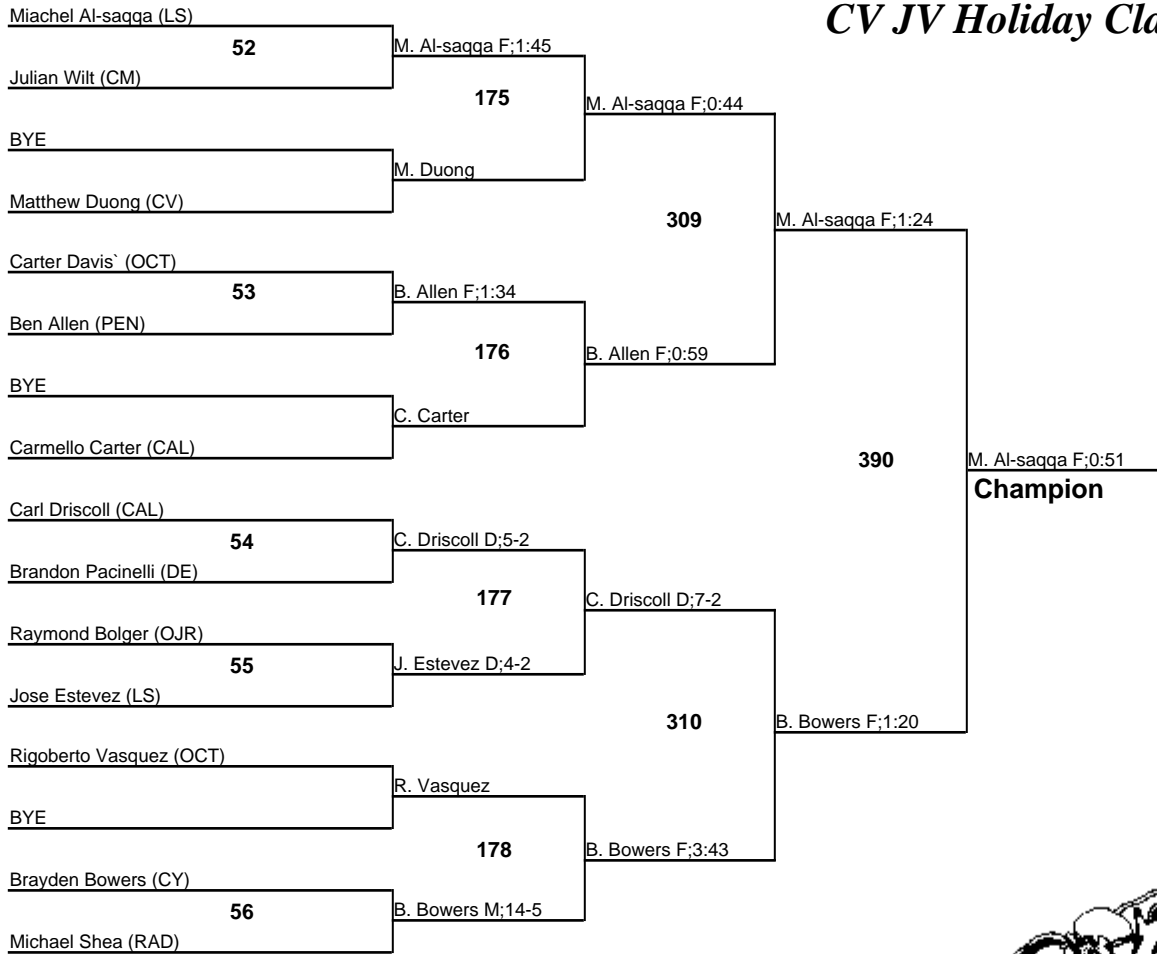 CV JV Holiday Cla
Miachel Al-saqqa (LS)
52
Julian Wilt (CM)
M. Al-saqqa F;1:45
175
BYE
Matthew Duong (CV)
M. Duong
M. Al-saqqa F;0:44
309
Carter Davis` (OCT)
53
Ben Allen (PEN)
B. Allen F;1:34
176
BYE
Carmello Carter (CAL)
C. Carter
B. Allen F;0:59
M. Al-saqqa F;1:24
390
M. Al-saqqa F;0:51
Champion
Carl Driscoll (CAL)
54
Brandon Pacinelli (DE)
C. Driscoll D;5-2
177
Raymond Bolger (OJR)
55
Jose Estevez (LS)
J. Estevez D;4-2
C. Driscoll D;7-2
310
B. Bowers F;1:20
Rigoberto Vasquez (OCT)
BYE
R. Vasquez
178
Brayden Bowers (CY)
56
Michael Shea (RAD)
B. Bowers M;14-5
B. Bowers F;3:43